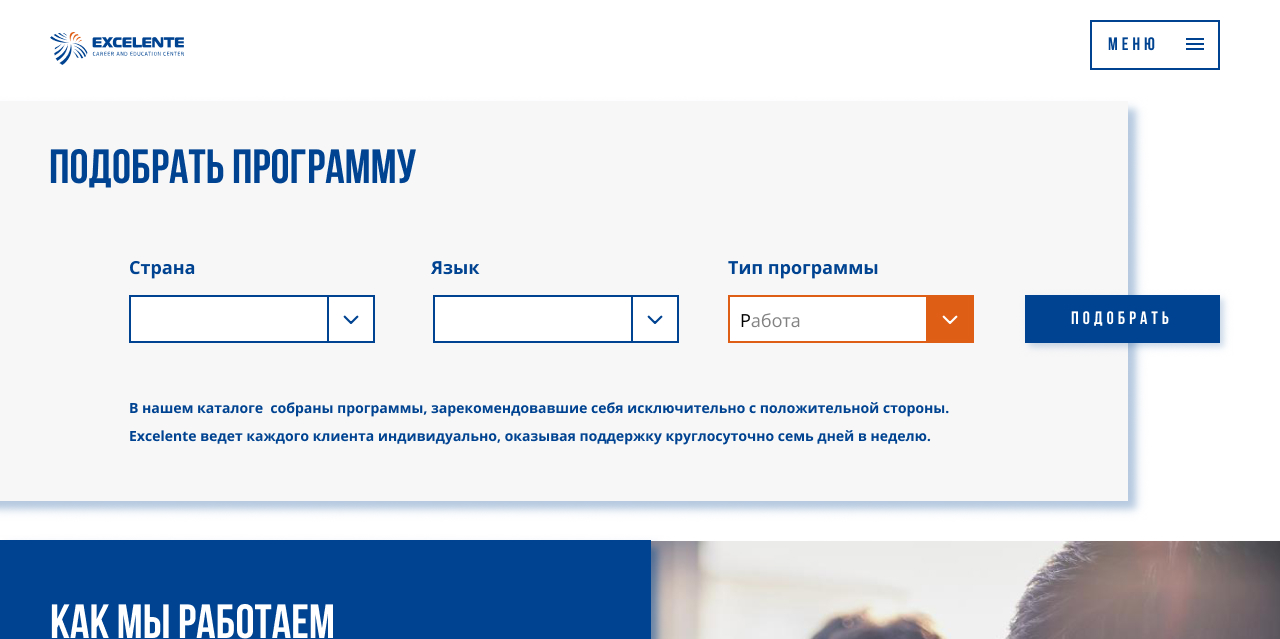 EXCELENTE
CAREER AND EDUCATION CENTER
МЕНЮ
ПОДОБРАТЬ ПРОГРАММУ
Страна
Язык
Тип программы
Работа
ПОДОБРАТЬ
В нашем каталоге  собраны программы, зарекомендовавшие себя исключительно с положительной стороны.
Excelente ведет каждого клиента индивидуально, оказывая поддержку круглосуточно семь дней в неделю.
КАК МЫ РАБОТАЕМ